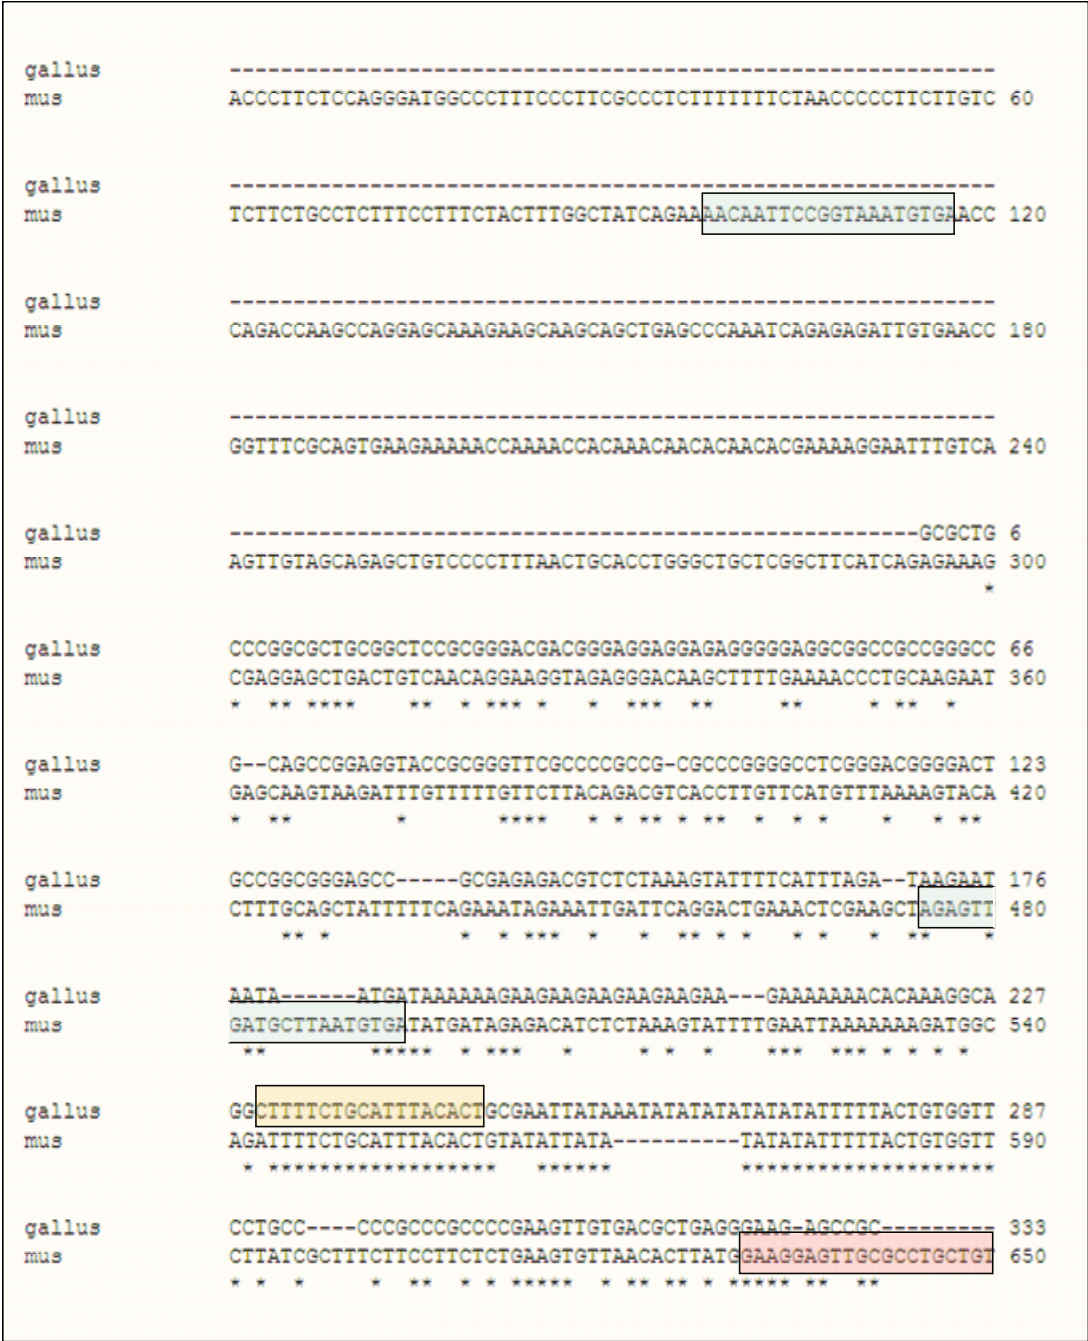 gallus ------------------------------------------------------------
mus ACCCTTCTCCAGGGATGGCCCTTTCCCTTCGCCCTCTTTTTTTCTAACCCCCTTCTTGTC 60
gallus ------------------------------------------------------------
mus TCTTCTGCCTCTTTCCTTTCTACTTTGGCTATCAGAAAACAATTCCGGTAAATGTGAACC 120
gallus ------------------------------------------------------------
mus CAGACCAAGCCAGGAGCAAAGAAGCAAGCAGCTGAGCCCAAATCAGAGAGATTGTGAACC 180
gallus ------------------------------------------------------------
mus GGTTTCGCAGTGAAGAAAAACCAAAACCACAAACAACACAACACGAAAAGGAATTTGTCA 240
gallus ------------------------------------------------------GCGCTG 6
mus AGTTGTAGCAGAGCTGTCCCCTTTAACTGCACCTGGGCTGCTCGGCTTCATCAGAGAAAG 300
*
gallus CCCGGCGCTGCGGCTCCGCGGGACGACGGGAGGAGGAGAGGGGGAGGCGGCCGCCGGGCC 66
mus CGAGGAGCTGACTGTCAACAGGAAGGTAGAGGGACAAGCTTTTGAAAACCCTGCAAGAAT 360
*  ** ****    **  * *** *   *  ***  **     **     * **  *
gallus G--CAGCCGGAGGTACCGCGGGTTCGCCCCGCCG-CGCCCGGGGCCTCGGGACGGGGACT 123
mus GAGCAAGTAAGATTTGTTTTTGTTCTTACAGACGTCACCTTGTTCATGTTTAAAAGTACA 420
*  **        *       ****   * * ** * **  *  * *    *   * **
gallus GCCGGCGGGAGCC-----GCGAGAGACGTCTCTAAAGTATTTTCATTTAGA--TAAGAAT 176
mus CTTTGCAGCTATTTTTCAGAAATAGAAATTGATTCAGGACTGAAACTCGAAGCTAGAGTT 480
    ** *          *  * ***  *   *  ** * *   * *   *  **    *
gallus AATA------ATGATAAAAAAGAAGAAGAAGAAGAAGAA---GAAAAAAACACAAAGGCA 227
mus GATGCTTAATGTGATATGATAGAGACATCTCTAAAGTATTTTGAATTAAAAAAAGATGGC 540
 **        *****  * ***   *     * *  *    ***  *** * * * *
gallus GGCTTTTCTGCATTTACACTGCGAATTATAAATATATATATATATATTTTTACTGTGGTT 287
mus AGATTTTCTGCATTTACACTGTATATTATA----------TATATATTTTTACTGTGGTT 590
 * ******************   ******          ********************
gallus CCTGCC----CCCGCCCGCCCCGAAGTTGTGACGCTGAGGGAAG-AGCCGC--------- 333
mus CTTATCGCTTTCTTCCTTCTCTGAAGTGTTAACACTTATGGAAGGAGTTGCGCCTGCTGT 650
* *  *     *  **  * * *****  * ** ** * ***** **  **